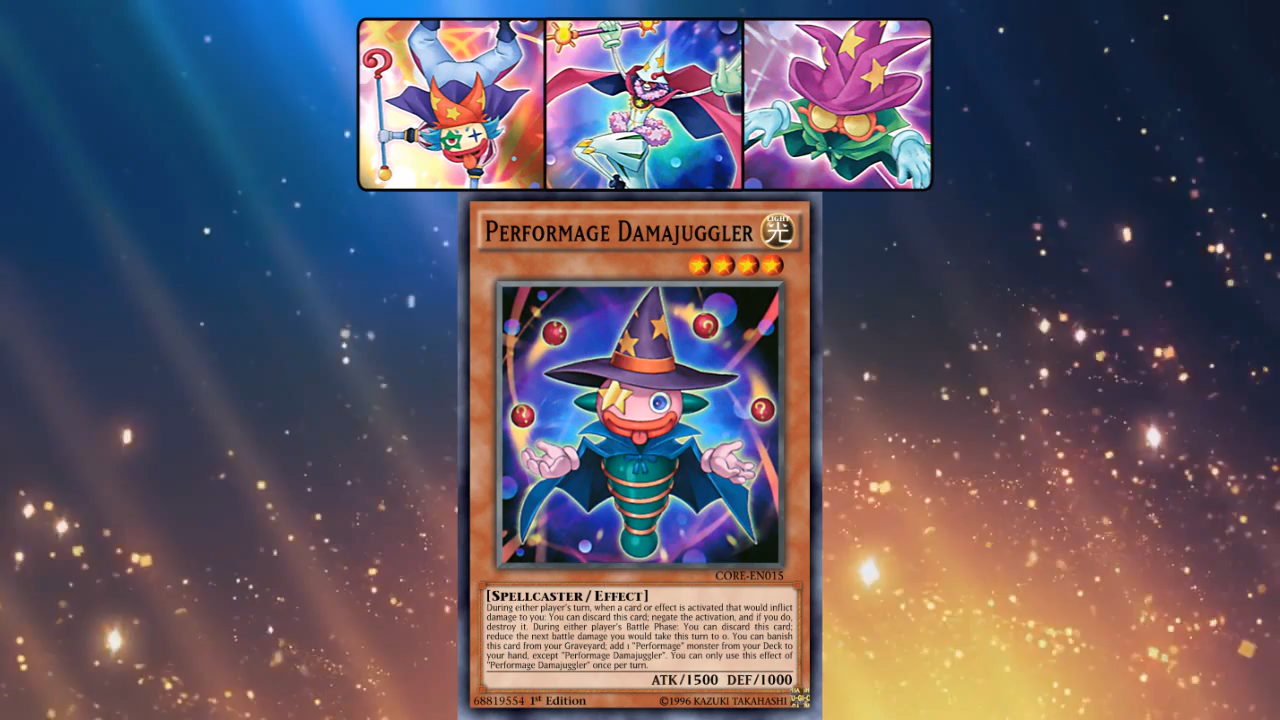 PERFORMAGE DAMAJUGGLER
LIGHT
光
CORE-EN015
[SPELLCASTER / EFFECT]
During either player's turn, when a card or effect is activated that would inflict
damage to you: You can discard this card; negate the activation, and if you do,
destroy it. During either player's Battle Phase: You can discard this card;
reduce the next battle damage you would take this turn to 0. You can banish
this card from your Graveyard; add 1 "Performage" monster from your Deck to
your hand, except "Performage Damajuggler". You can only use this effect of
"Performage Damajuggler" once per turn.
ATK/1500 DEF/1000
68819554 1st Edition ©1996 KAZUKI TAKAHASHI